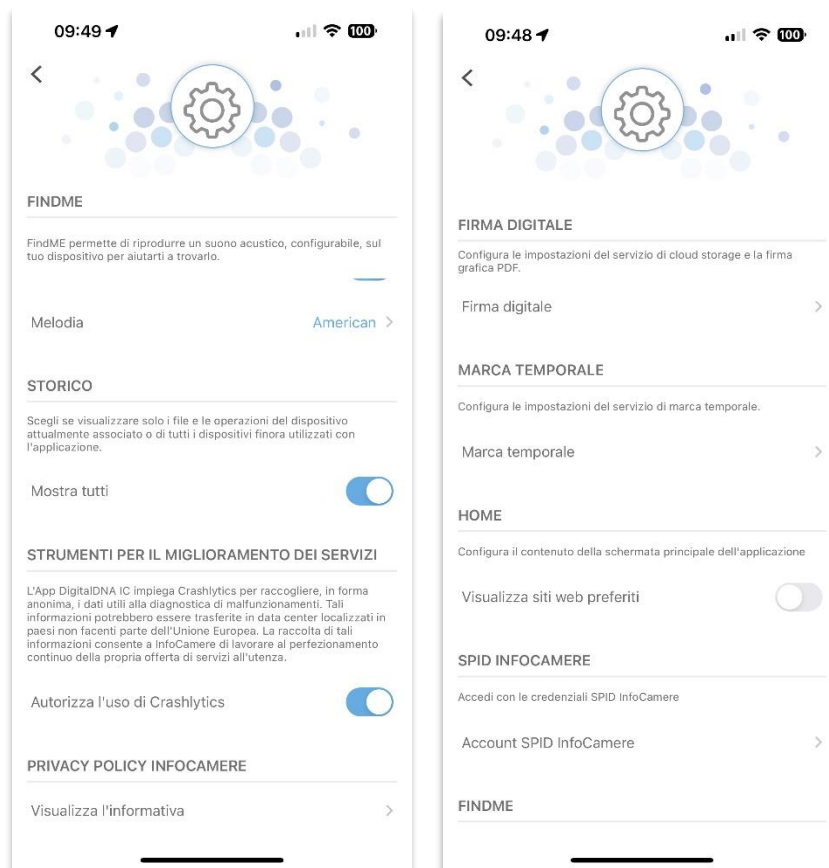 09:49
100
FINDME
FindME permette di riprodurre un suono acustico, configurabile, sul
tuo dispositivo per aiutarti a trovarlo.
Melodia
American
STORICO
Scegli se visualizzare solo i file e le operazioni del dispositivo
attualmente associato o di tutti i dispositivi finora utilizzati con
l'applicazione.
Mostra tutti
STRUMENTI PER IL MIGLIORAMENTO DEI SERVIZI
L'App DigitalDNA IC impiega Crashlytics per raccogliere, in forma
anonima, i dati utili alla diagnostica di malfunzionamenti. Tali
informazioni potrebbero essere trasferite in data center localizzati in
paesi non facenti parte dell'Unione Europea. La raccolta di tali
informazioni consente a InfoCamere di lavorare al perfezionamento
continuo della propria offerta di servizi all'utenza.
Autorizza l'uso di Crashlytics
PRIVACY POLICY INFOCAMERE
Visualizza l'informativa
09:48
100
FIRMA DIGITALE
Configura le impostazioni del servizio di cloud storage e la firma
grafica PDF.
Firma digitale
MARCA TEMPORALE
Configura le impostazioni del servizio di marca temporale.
Marca temporale
HOME
Configura il contenuto della schermata principale dell'applicazione
Visualizza siti web preferiti
SPID INFOCAMERE
Accedi con le credenziali SPID InfoCamere
Account SPID InfoCamere
FINDME